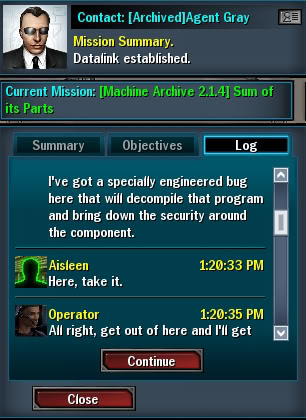 Contact: [Archived]Agent Gray
Mission Summary.
Datalink established.
Current Mission: [Machine Archive 2.1.4] Sum of
its Parts
Summary
Objectives
Log
I've got a specially engineered bug
here that will decompile that program
and bring down the security around
the component.
Aisleen 1:20:33 PM
Here, take it.
Operator 1:20:35 PM
All right, get out of here and I'll get
Continue
Close